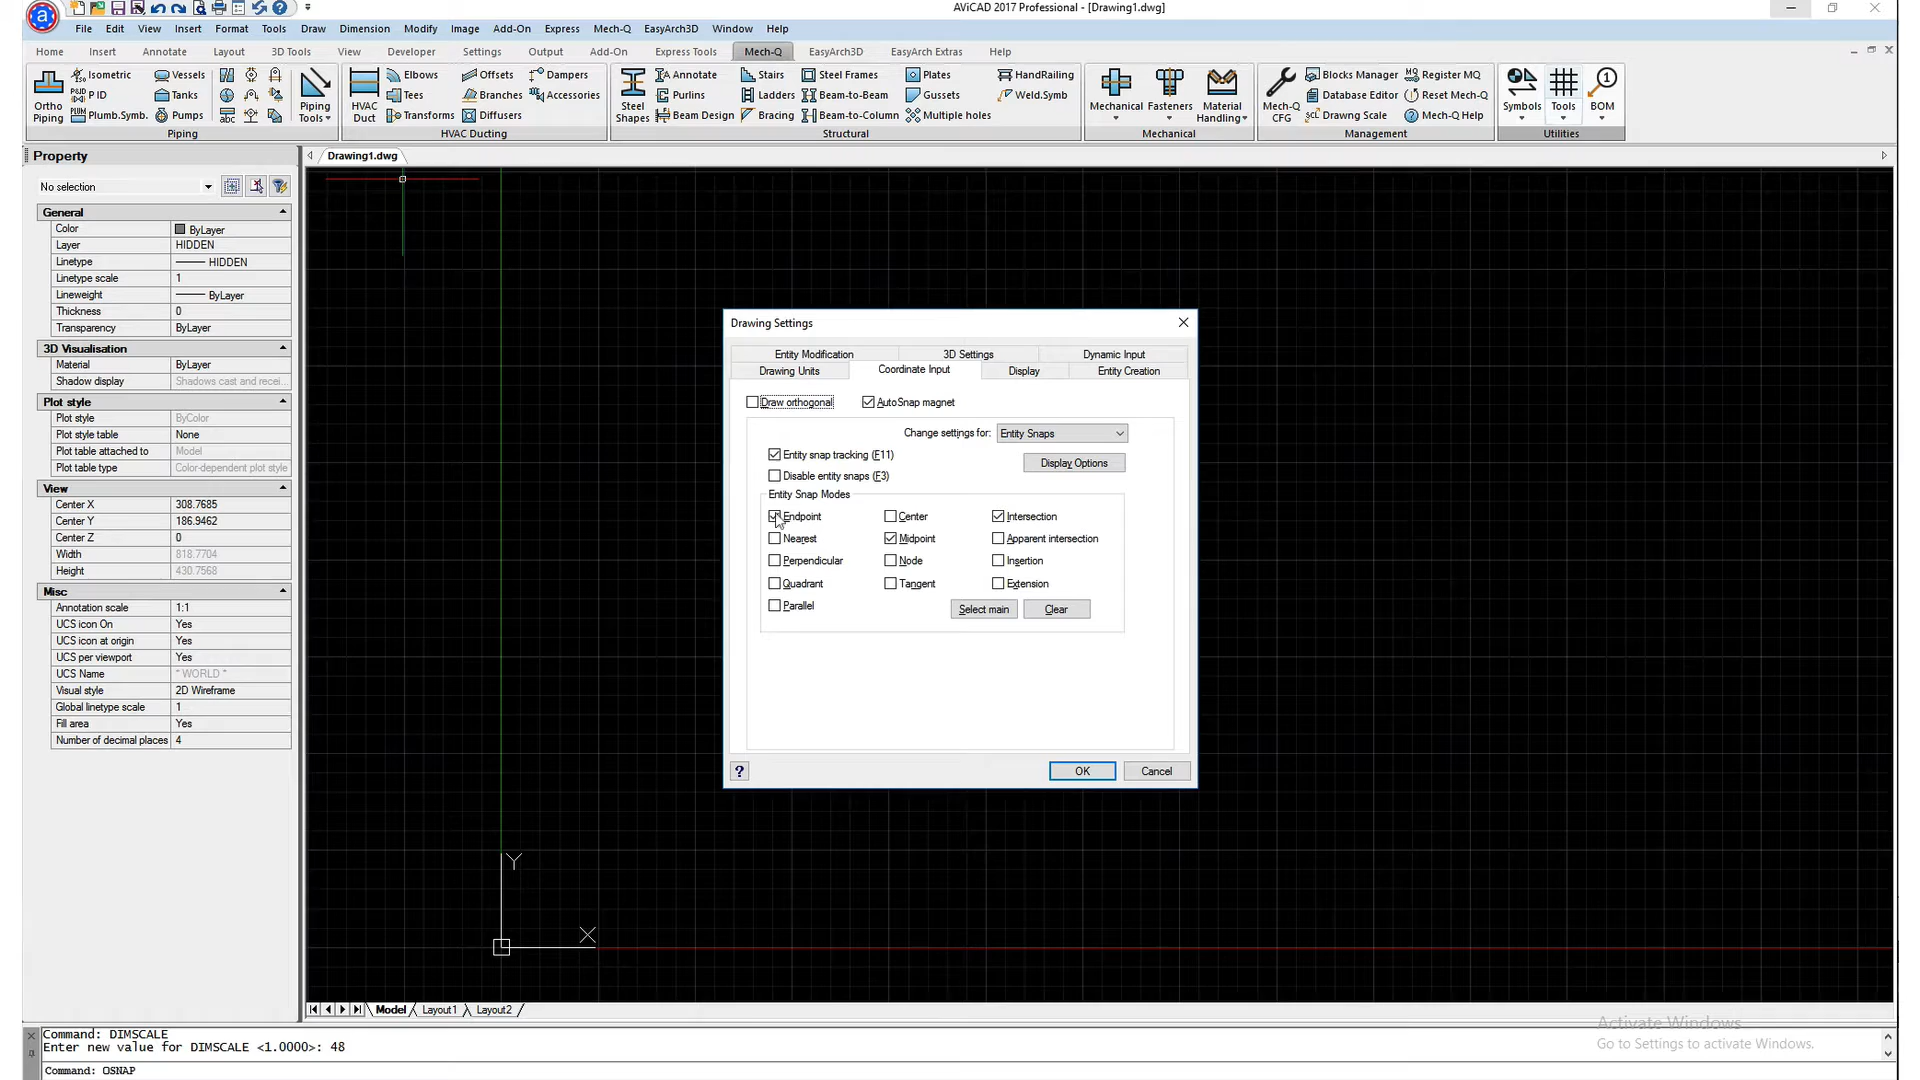 AViCAD 2017 Professional - [Drawing1.dwg]
File Edit View Insert Format Tools Draw Dimension Modify Image Add-On Express Mech-Q EasyArch3D Window Help
Home Insert Annotate Layout 3D Tools View Developer Settings Output Add-On Express Tools Mech-Q EasyArch3D EasyArch Extras Help
Isometric Vessels Elbows Offsets Dampers Annotate Stairs Steel Frames Plates HandRailing Blocks Manager Register MQ
P ID Tanks Tees Branches Accessories Purlins Ladders Beam-to-Beam Gussets Weld.Symb Database Editor Reset Mech-Q
Plumb.Symb. Pumps Transforms Diffusers Beam Design Bracing Beam-to-Column Multiple holes Drawng Scale Mech-Q Help
Ortho Piping
Piping Tools
HVAC Duct
Steel Shapes
Mechanical Fasteners Material Handling
Mech-Q CFG
Symbols Tools BOM
Piping HVAC Ducting Structural Mechanical Management Utilities
Property
Drawing1.dwg
No selection
General
Color ByLayer
Layer HIDDEN
Linetype HIDDEN
Linetype scale 1
Lineweight ByLayer
Thickness 0
Transparency ByLayer
3D Visualisation
Material ByLayer
Shadow display Shadows cast and recei...
Plot style
Plot style ByColor
Plot style table None
Plot table attached to Model
Plot table type Color-dependent plot style
View
Center X 308.7685
Center Y 186.9462
Center Z 0
Width 818.7704
Height 430.7568
Misc
Annotation scale 1:1
UCS icon On Yes
UCS icon at origin Yes
UCS per viewport Yes
UCS Name * WORLD *
Visual style 2D Wireframe
Global linetype scale 1
Fill area Yes
Number of decimal places 4
Drawing Settings
Entity Modification 3D Settings Dynamic Input
Drawing Units Coordinate Input Display Entity Creation
Draw orthogonal AutoSnap magnet
Change settings for: Entity Snaps
Entity snap tracking (F11)
Display Options
Disable entity snaps (F3)
Entity Snap Modes
Endpoint Center Intersection
Nearest Midpoint Apparent intersection
Perpendicular Node Insertion
Quadrant Tangent Extension
Parallel Select main Clear
? OK Cancel
Y
X
Model Layout1 Layout2
Command: DIMSCALE
Enter new value for DIMSCALE <1.0000>: 48
Command: OSNAP
Activate Windows
Go to Settings to activate Windows.